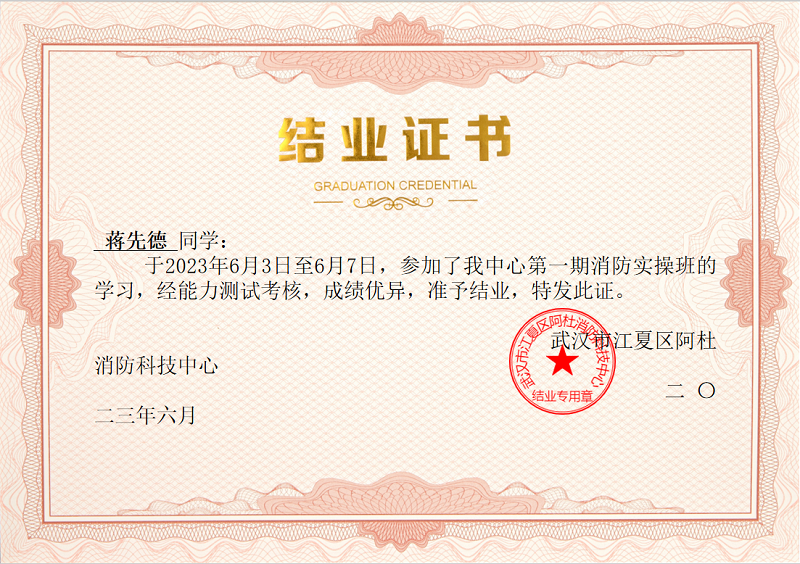 结业证书
GRADUATION CREDENTIAL
蒋先德 同学：
于2023年6月3日至6月7日，参加了我中心第一期消防实操班的
学习，经能力测试考核，成绩优异，准予结业，特发此证。
武汉市江夏区阿杜
消防科技中心
二 〇
二三年六月
武汉市江夏区阿杜消防科技中心
结业专用章